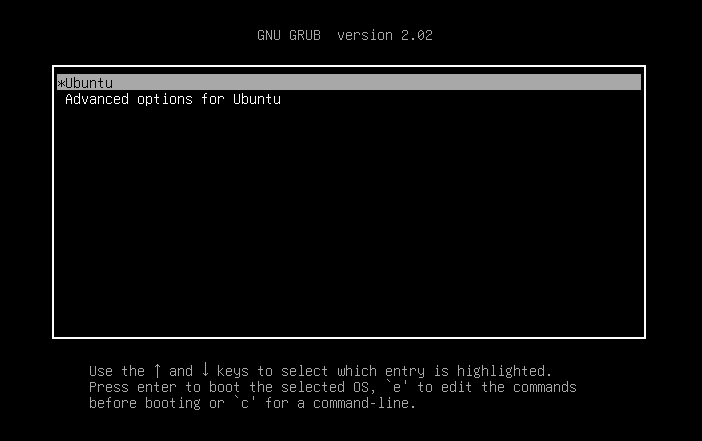 GNU GRUB  version 2.02
*Ubuntu
Advanced options for Ubuntu
Use the ↑ and ↓ keys to select which entry is highlighted.
Press enter to boot the selected OS, `e' to edit the commands
before booting or `c' for a command-line.